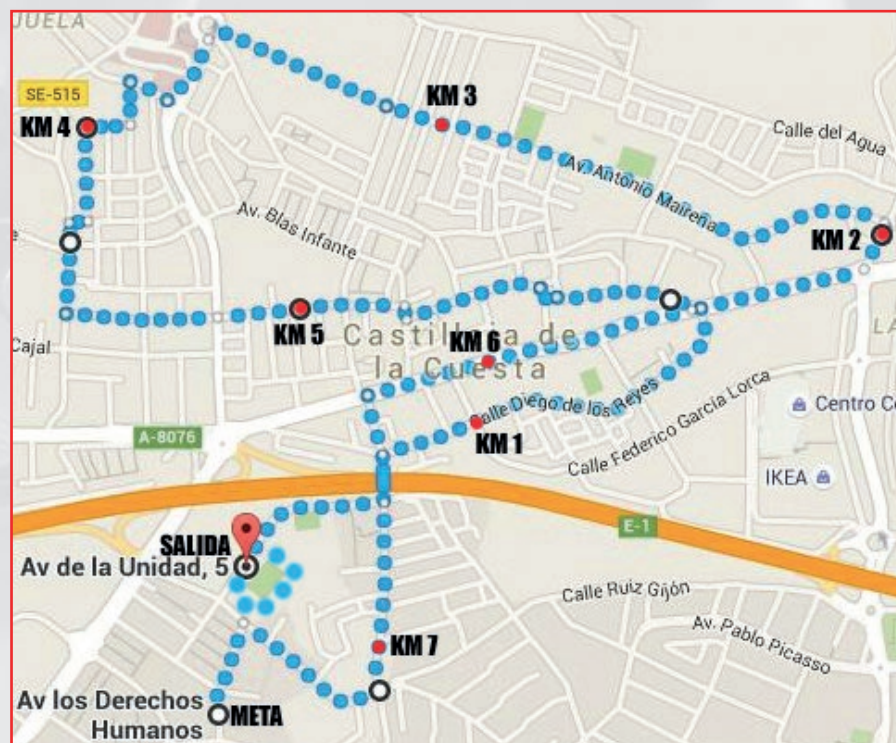 JUELA
SE-515
KM 4
KM 3
Calle del Agua
Av. Antonio Mairena
KM 2
Av. Blas Infante
KM 5
Castilleja de
la Cuesta
KM 6
Cajal
Calle Diego de los Reyes
KM 1
Calle Federico García Lorca
Centro Co
IKEA
A-8076
E-1
SALIDA
Av de la Unidad, 5
Calle Ruiz Gijón
Av. Pablo Picasso
KM 7
Av los Derechos
Humanos
META